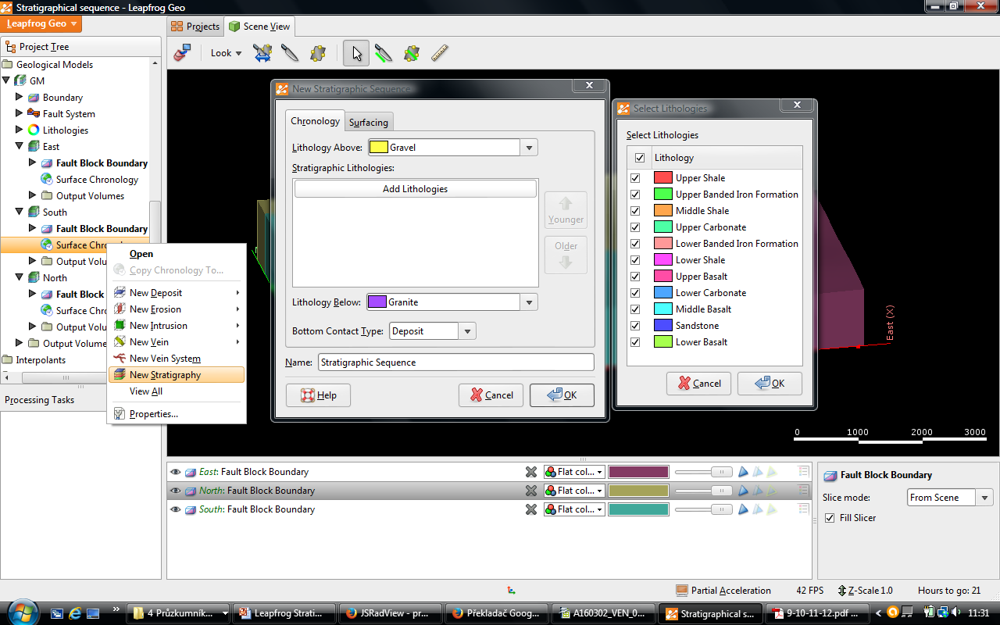 Stratigraphical sequence - Leapfrog Geo
Leapfrog Geo
Projects
Scene View
Project Tree
Look
Geological Models
GM
Boundary
Fault System
Lithologies
East
Fault Block Boundary
Surface Chronology
Output Volumes
South
Fault Block Boundary
Surface Chro
Output Volu
North
Fault Block
Surface Chro
Output Volu
Output Volume
Interpolants
Processing Tasks
Open
Copy Chronology To...
New Deposit
New Erosion
New Intrusion
New Vein
New Vein System
New Stratigraphy
View All
Properties...
New Stratigraphic Sequence
Chronology
Surfacing
Lithology Above:
Gravel
Stratigraphic Lithologies:
Add Lithologies
Younger
Older
Lithology Below:
Granite
Bottom Contact Type:
Deposit
Name:
Stratigraphic Sequence
Help
Cancel
OK
Select Lithologies
Select Lithologies
Lithology
Upper Shale
Upper Banded Iron Formation
Middle Shale
Upper Carbonate
Lower Banded Iron Formation
Lower Shale
Upper Basalt
Lower Carbonate
Middle Basalt
Sandstone
Lower Basalt
Cancel
OK
East (X)
0 1000 2000 3000
East: Fault Block Boundary
Flat col...
North: Fault Block Boundary
Flat col...
South: Fault Block Boundary
Flat col...
Fault Block Boundary
Slice mode:
From Scene
Fill Slicer
Partial Acceleration
42 FPS
Z-Scale 1.0
Hours to go: 21
4 Průzkumník...
Leapfrog Strati...
JSRadView - pr...
Překladač Goog...
A160302_VEN_0...
Stratigraphical s...
9-10-11-12.pdf ...
11:31